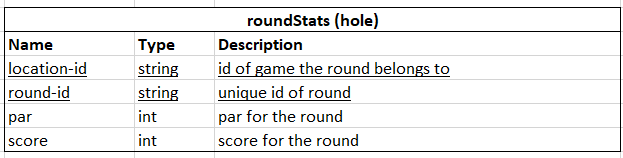 roundStats (hole)
Name Type Description
location-id string id of game the round belongs to
round-id string unique id of round
par int par for the round
score int score for the round